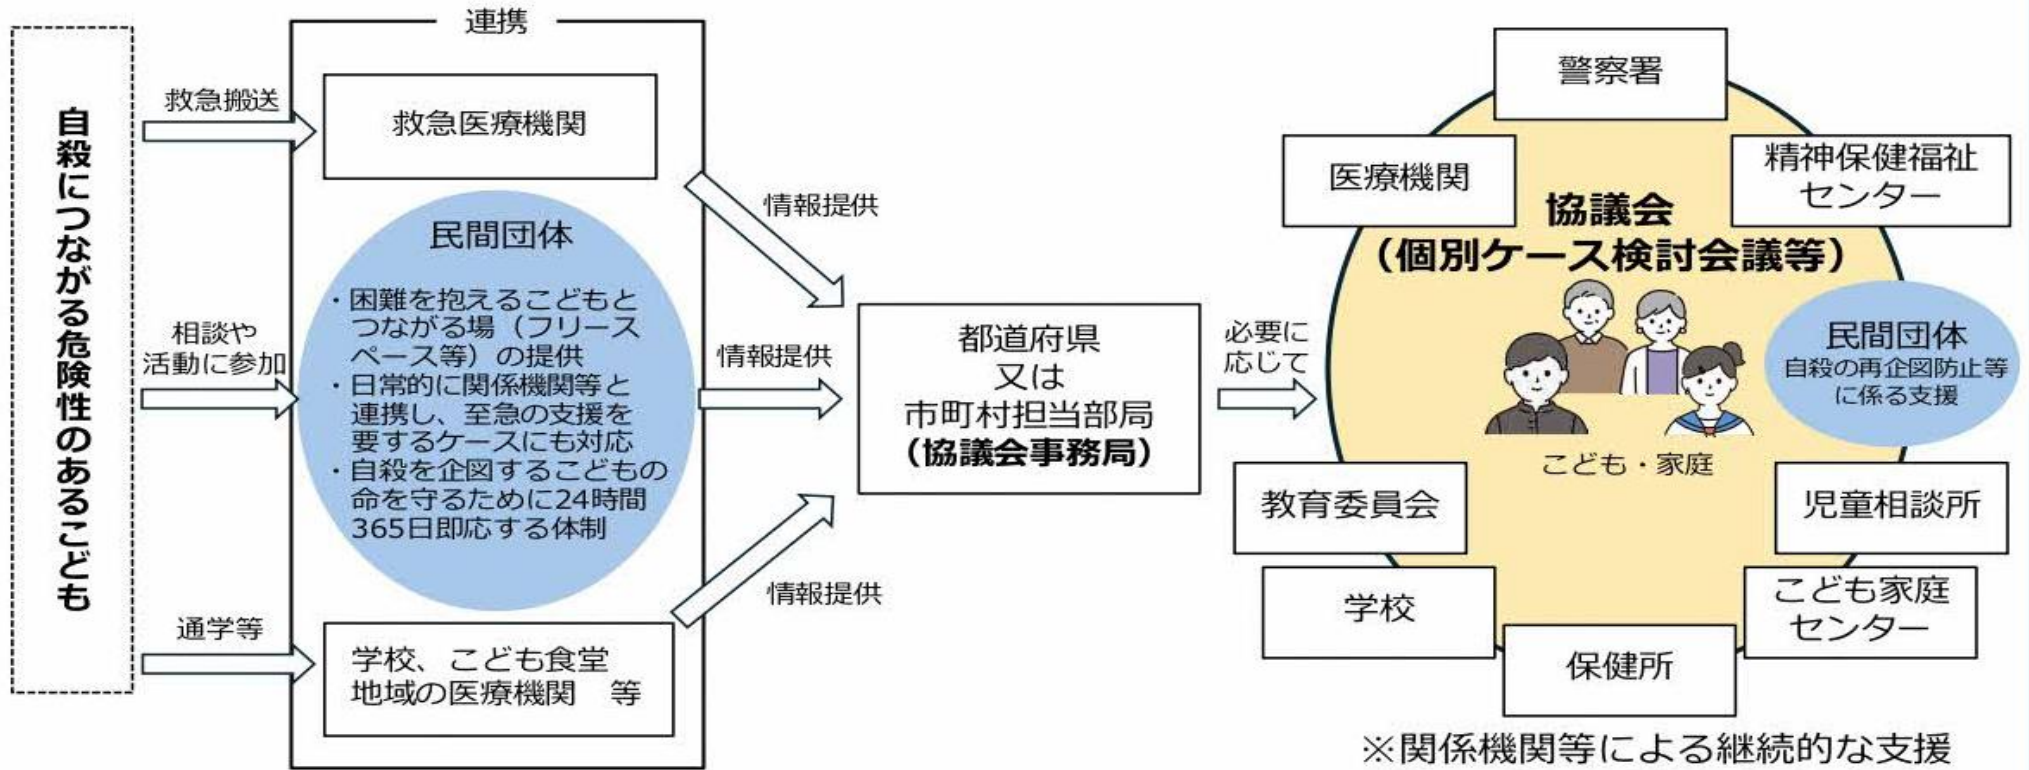 自殺につながる危険性のあるこども
救急搬送
相談や
活動に参加
通学等
連携
救急医療機関
民間団体
・困難を抱えるこどもと
つながる場（フリース
ペース等）の提供
・日常的に関係機関等と
連携し、至急の支援を
要するケースにも対応
・自殺を企図するこどもの
命を守るために24時間
365日即応する体制
学校、こども食堂
地域の医療機関　等
情報提供
情報提供
情報提供
都道府県
又は
市町村担当部局
（協議会事務局）
必要に
応じて
警察署
医療機関
精神保健福祉
センター
協議会
（個別ケース検討会議等）
民間団体
自殺の再企図防止等
に係る支援
こども・家庭
教育委員会
児童相談所
学校
こども家庭
センター
保健所
※関係機関等による継続的な支援